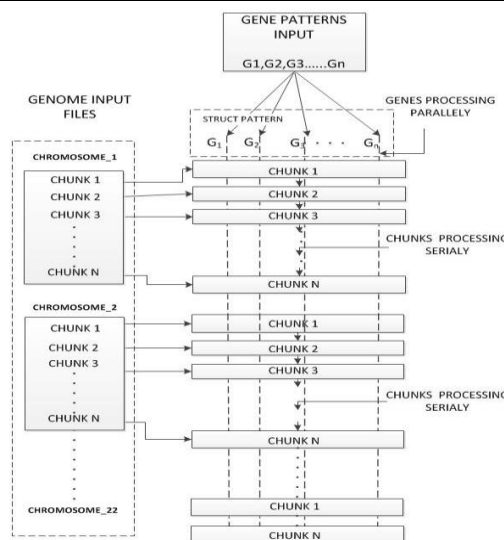 GENE PATTERNS
INPUT
G1,G2,G3......Gn
GENOME INPUT
FILES
STRUCT PATTERN
GENES PROCESSING
PARALLELY
G1 G2 G3 . . . Gn
CHROMOSOME_1
CHUNK 1
CHUNK 2
CHUNK 3
CHUNK N
CHUNK 1
CHUNK 2
CHUNK 3
CHUNKS PROCESSING
SERIALY
CHUNK N
CHROMOSOME_2
CHUNK 1
CHUNK 2
CHUNK 3
CHUNK N
CHUNK 1
CHUNK 2
CHUNK 3
CHUNKS PROCESSING
SERIALY
CHUNK N
CHROMOSOME_22
CHUNK 1
CHUNK N